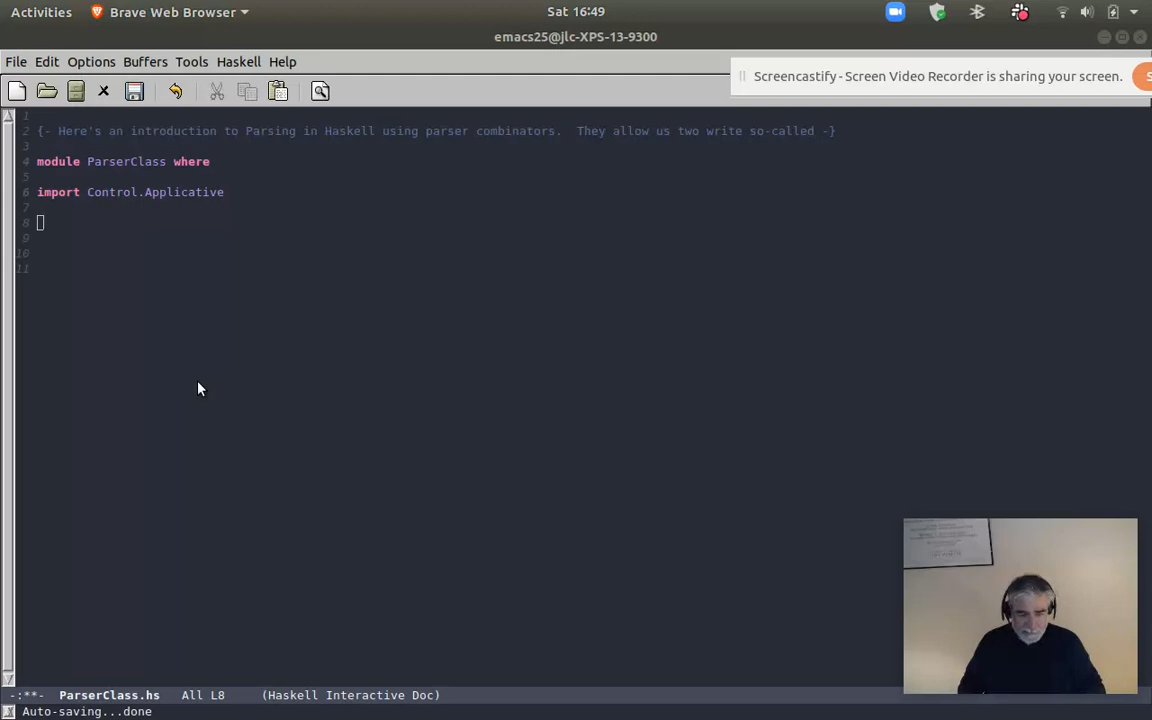 Activities Brave Web Browser Sat 16:49
emacs25@jlc-XPS-13-9300
File Edit Options Buffers Tools Haskell Help
Screencastify - Screen Video Recorder is sharing your screen. S
1
2 {- Here's an introduction to Parsing in Haskell using parser combinators.  They allow us two write so-called -}
3
4 module ParserClass where
5
6 import Control.Applicative
7
8
9
10
11
-:**-  ParserClass.hs   All L8     (Haskell Interactive Doc)
Auto-saving...done